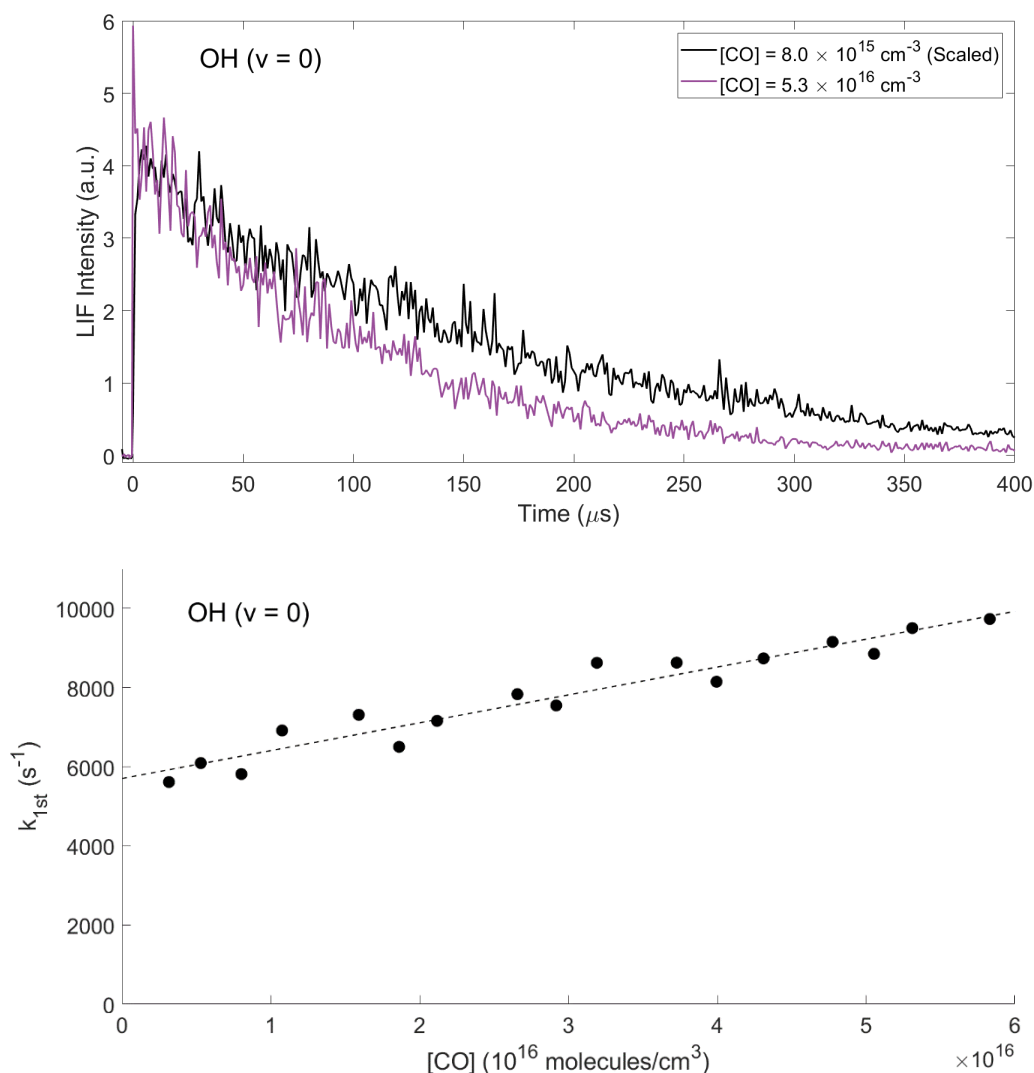 6
5
4
3
2
1
0
LIF Intensity (a.u.)
OH (v = 0)
[CO] = 8.0 × 10^15 cm^-3 (Scaled)
[CO] = 5.3 × 10^16 cm^-3
0 50 100 150 200 250 300 350 400
Time (μs)
10000
8000
6000
4000
2000
0
k_1st (s^-1)
OH (v = 0)
0 1 2 3 4 5 6
[CO] (10^16 molecules/cm^3)
×10^16